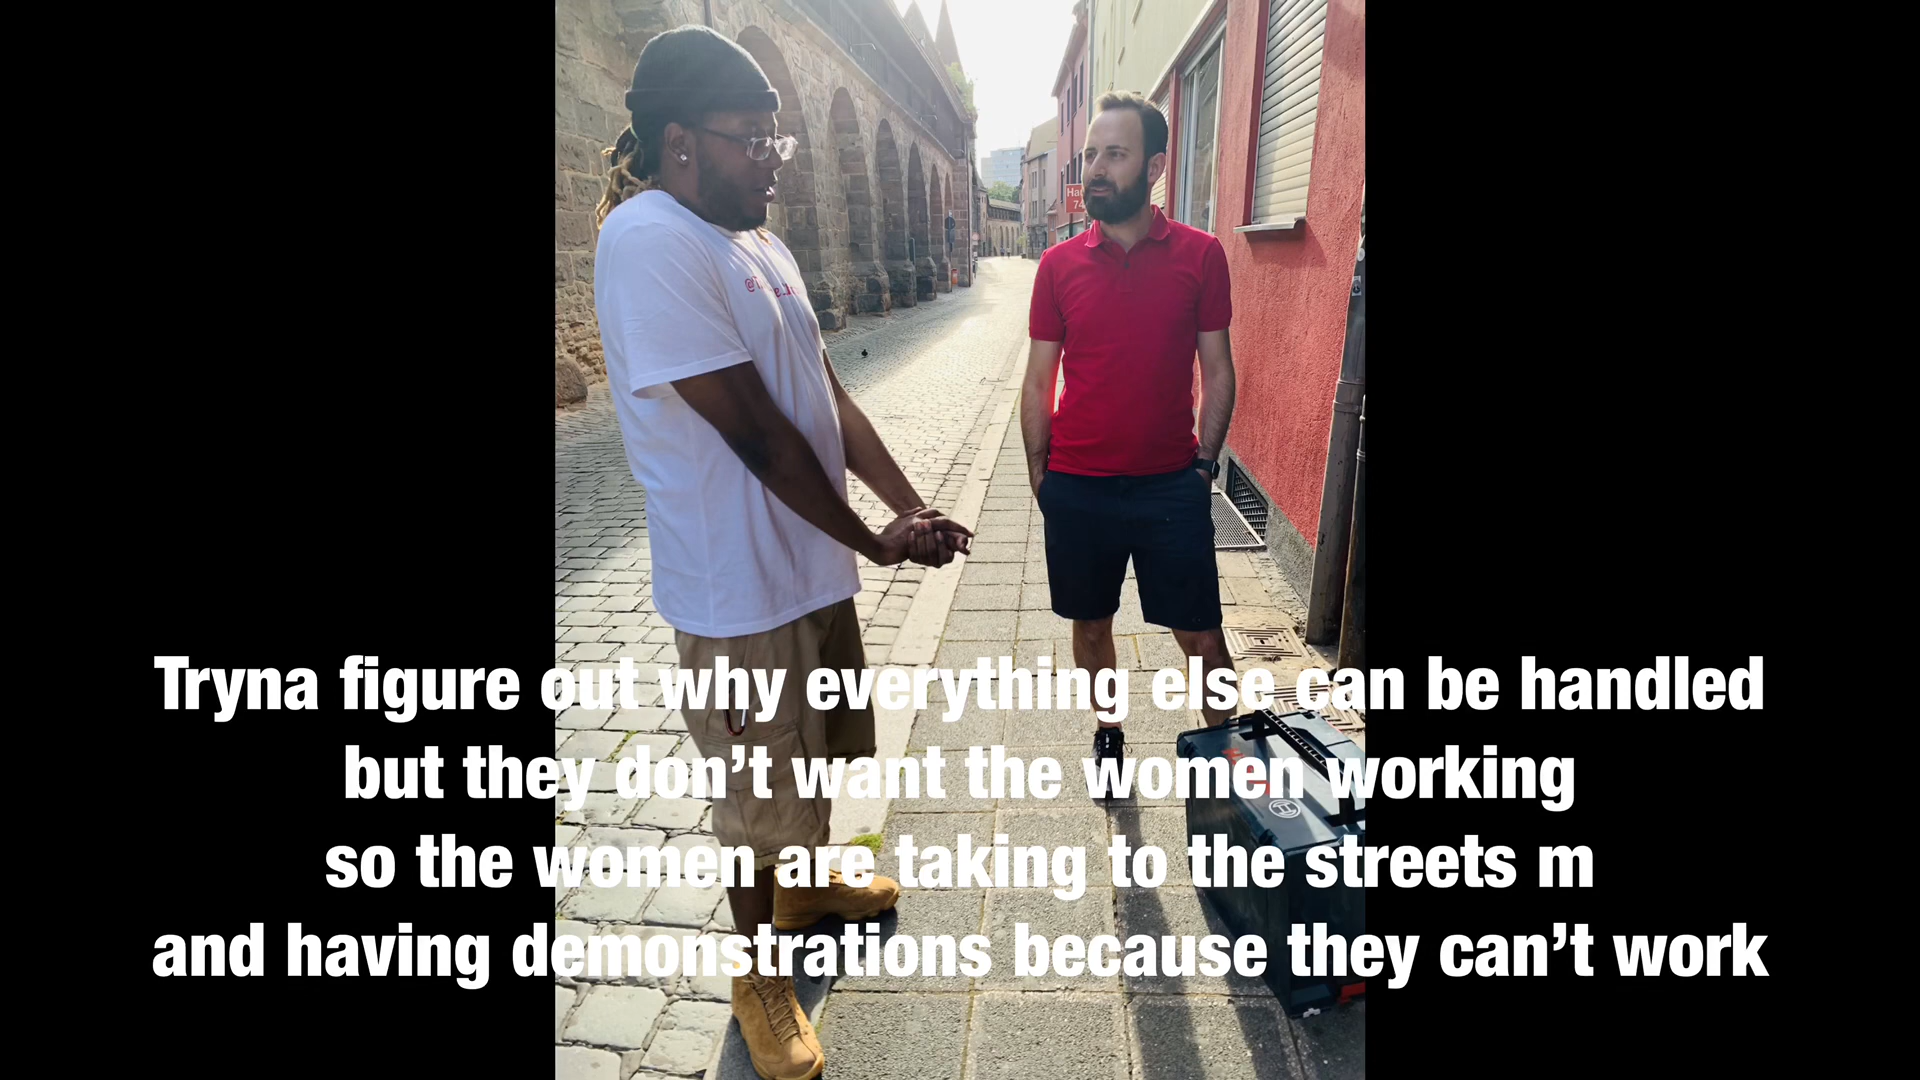 Tryna figure out why everything else can be handled
but they don’t want the women working
so the women are taking to the streets m
and having demonstrations because they can’t work